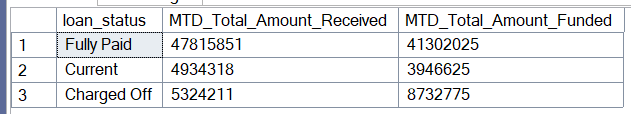 loan_status MTD_Total_Amount_Received MTD_Total_Amount_Funded
1 Fully Paid 47815851 41302025
2 Current 4934318 3946625
3 Charged Off 5324211 8732775